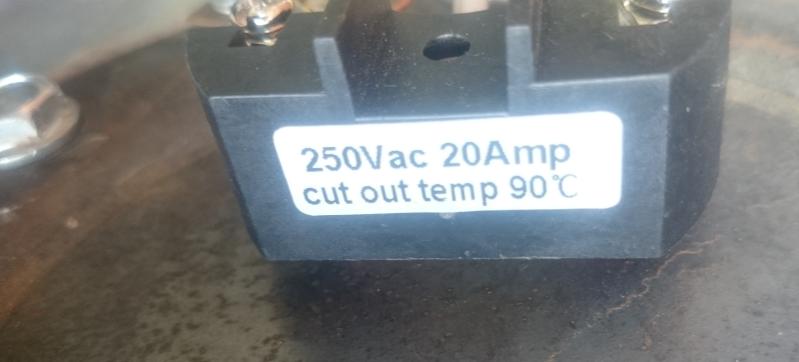 250Vac 20Amp
cut out temp 90℃